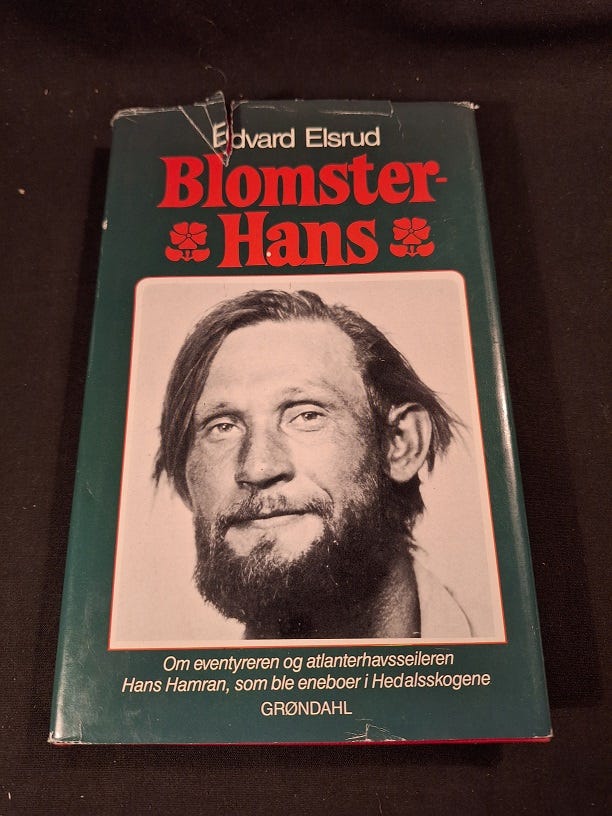 Edvard Elsrud
Blomster-
Hans
Om eventyreren og atlanterhavsseileren
Hans Hamran, som ble eneboer i Hedalsskogene
GRØNDAHL